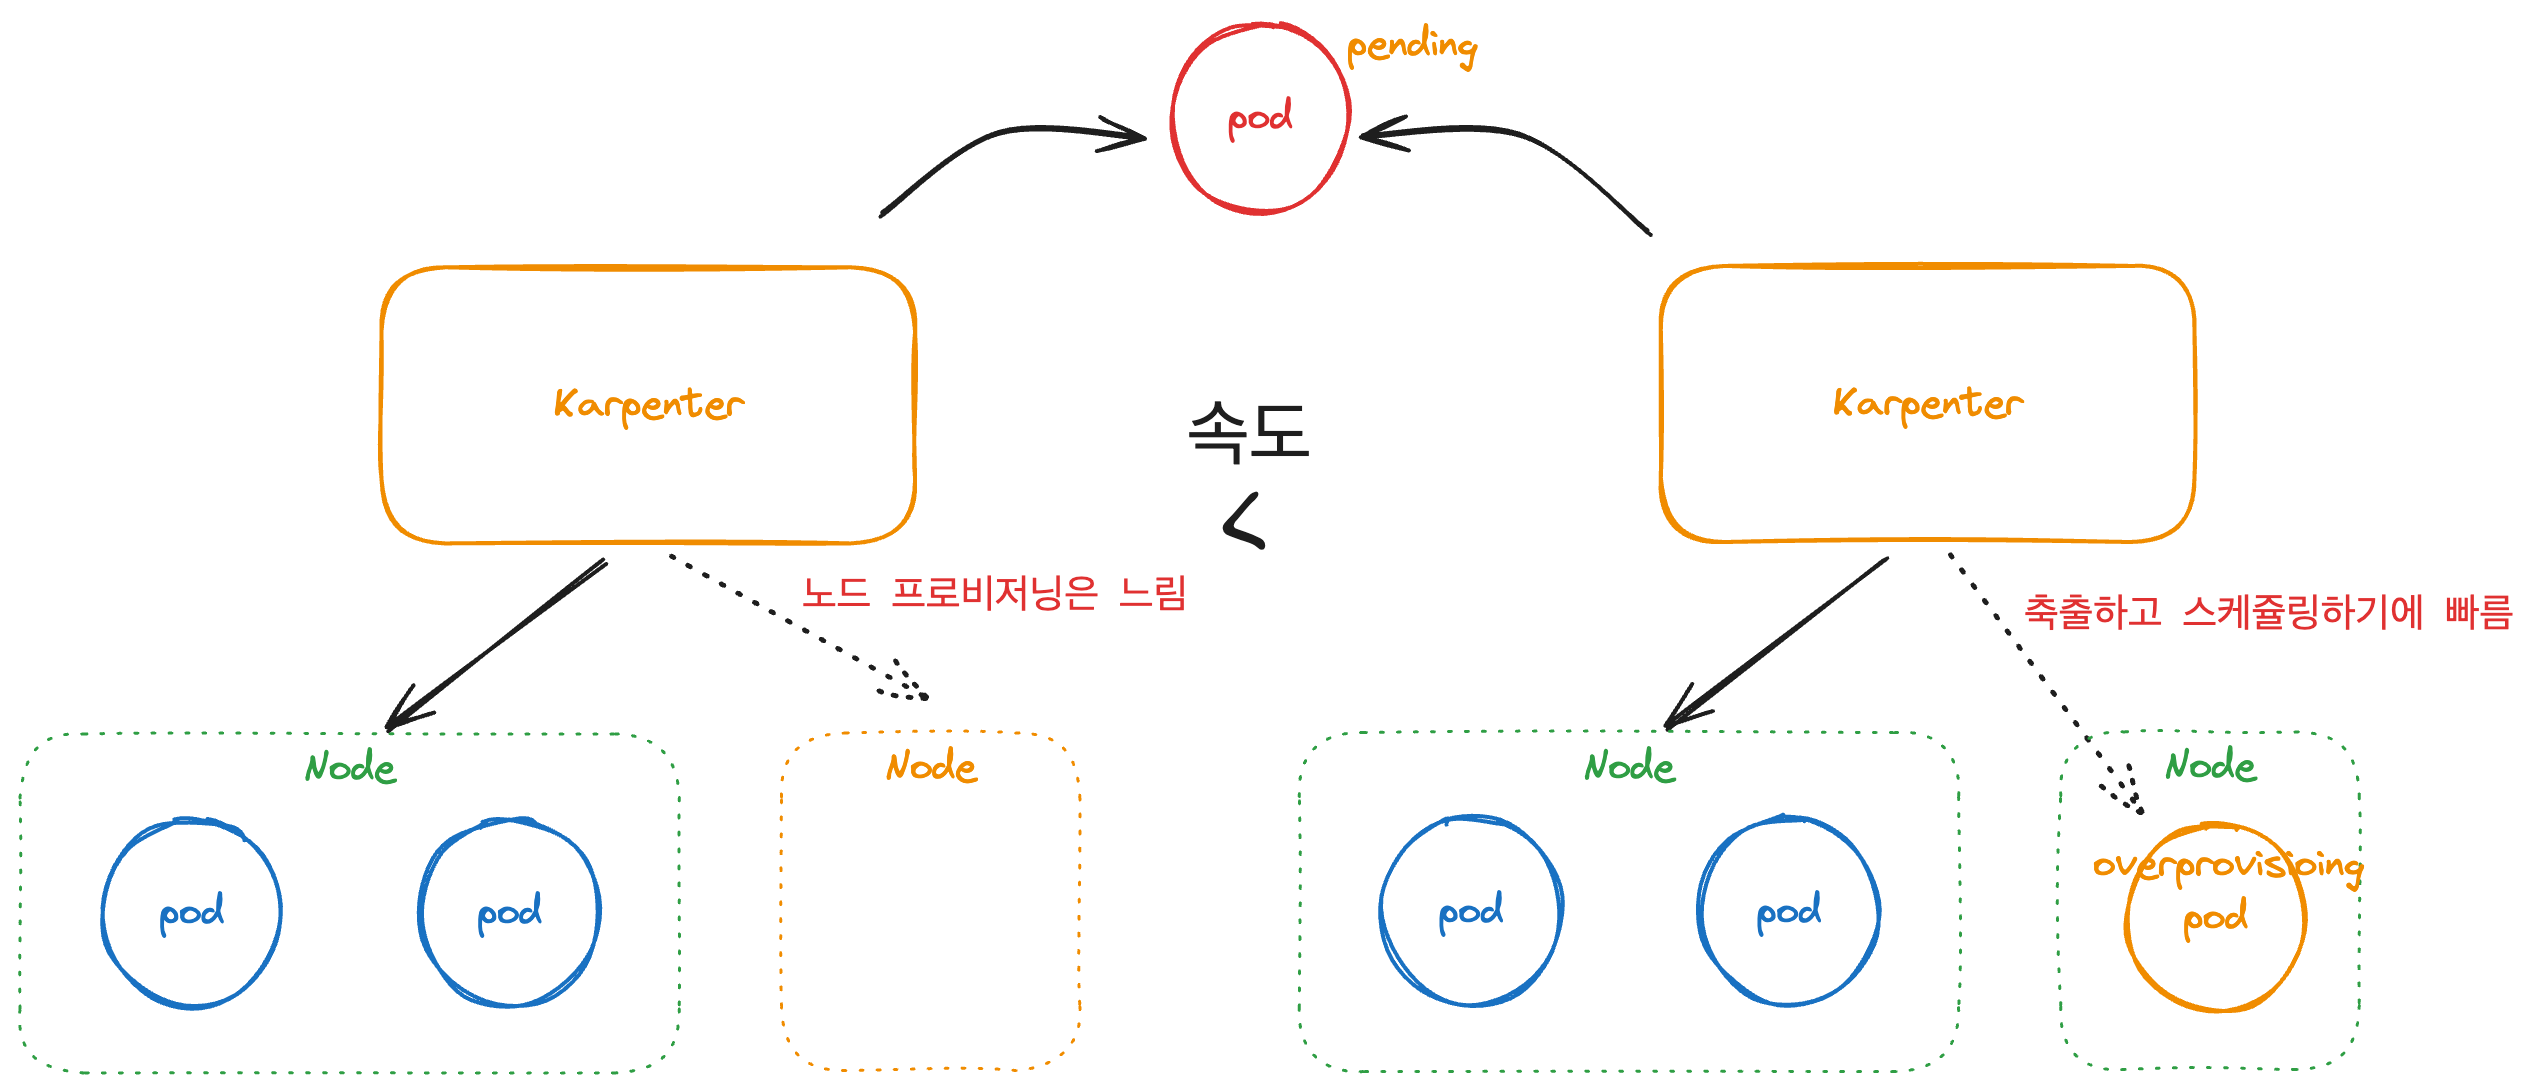 pending
pod
Karpenter
Karpenter
속도
<
노드 프로비저닝은 느림
축출하고 스케쥴링하기에 빠름
Node
Node
Node
Node
pod
pod
pod
pod
overprovisioing
pod